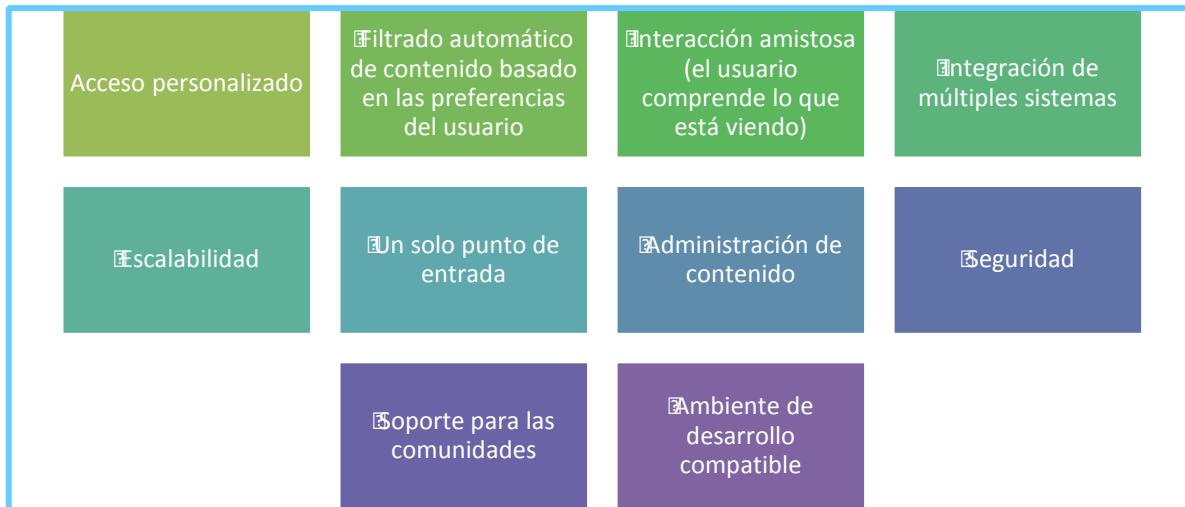 Acceso personalizado
Filtrado automático
de contenido basado
en las preferencias
del usuario
Interacción amistosa
(el usuario
comprende lo que
está viendo)
Integración de
múltiples sistemas
Escalabilidad
Un solo punto de
entrada
Administración de
contenido
Seguridad
Soporte para las
comunidades
Ambiente de
desarrollo
compatible